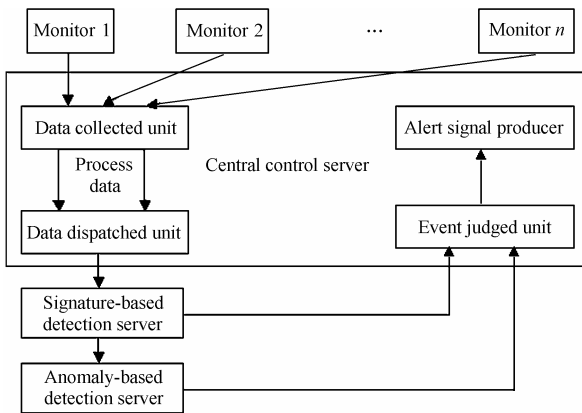 Monitor 1
Monitor 2
...
Monitor n
Data collected unit
Alert signal producer
Process
data
Central control server
Data dispatched unit
Event judged unit
Signature-based
detection server
Anomaly-based
detection server